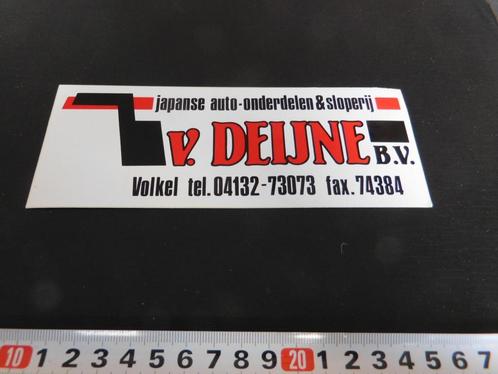 japanse auto-onderdelen & sloperij
v. DEIJNE B.V.
Volkel tel. 04132-73073 fax. 74384
10 1 2 3 4 5 6 7 8 9 20 1 2 3 4 5 6